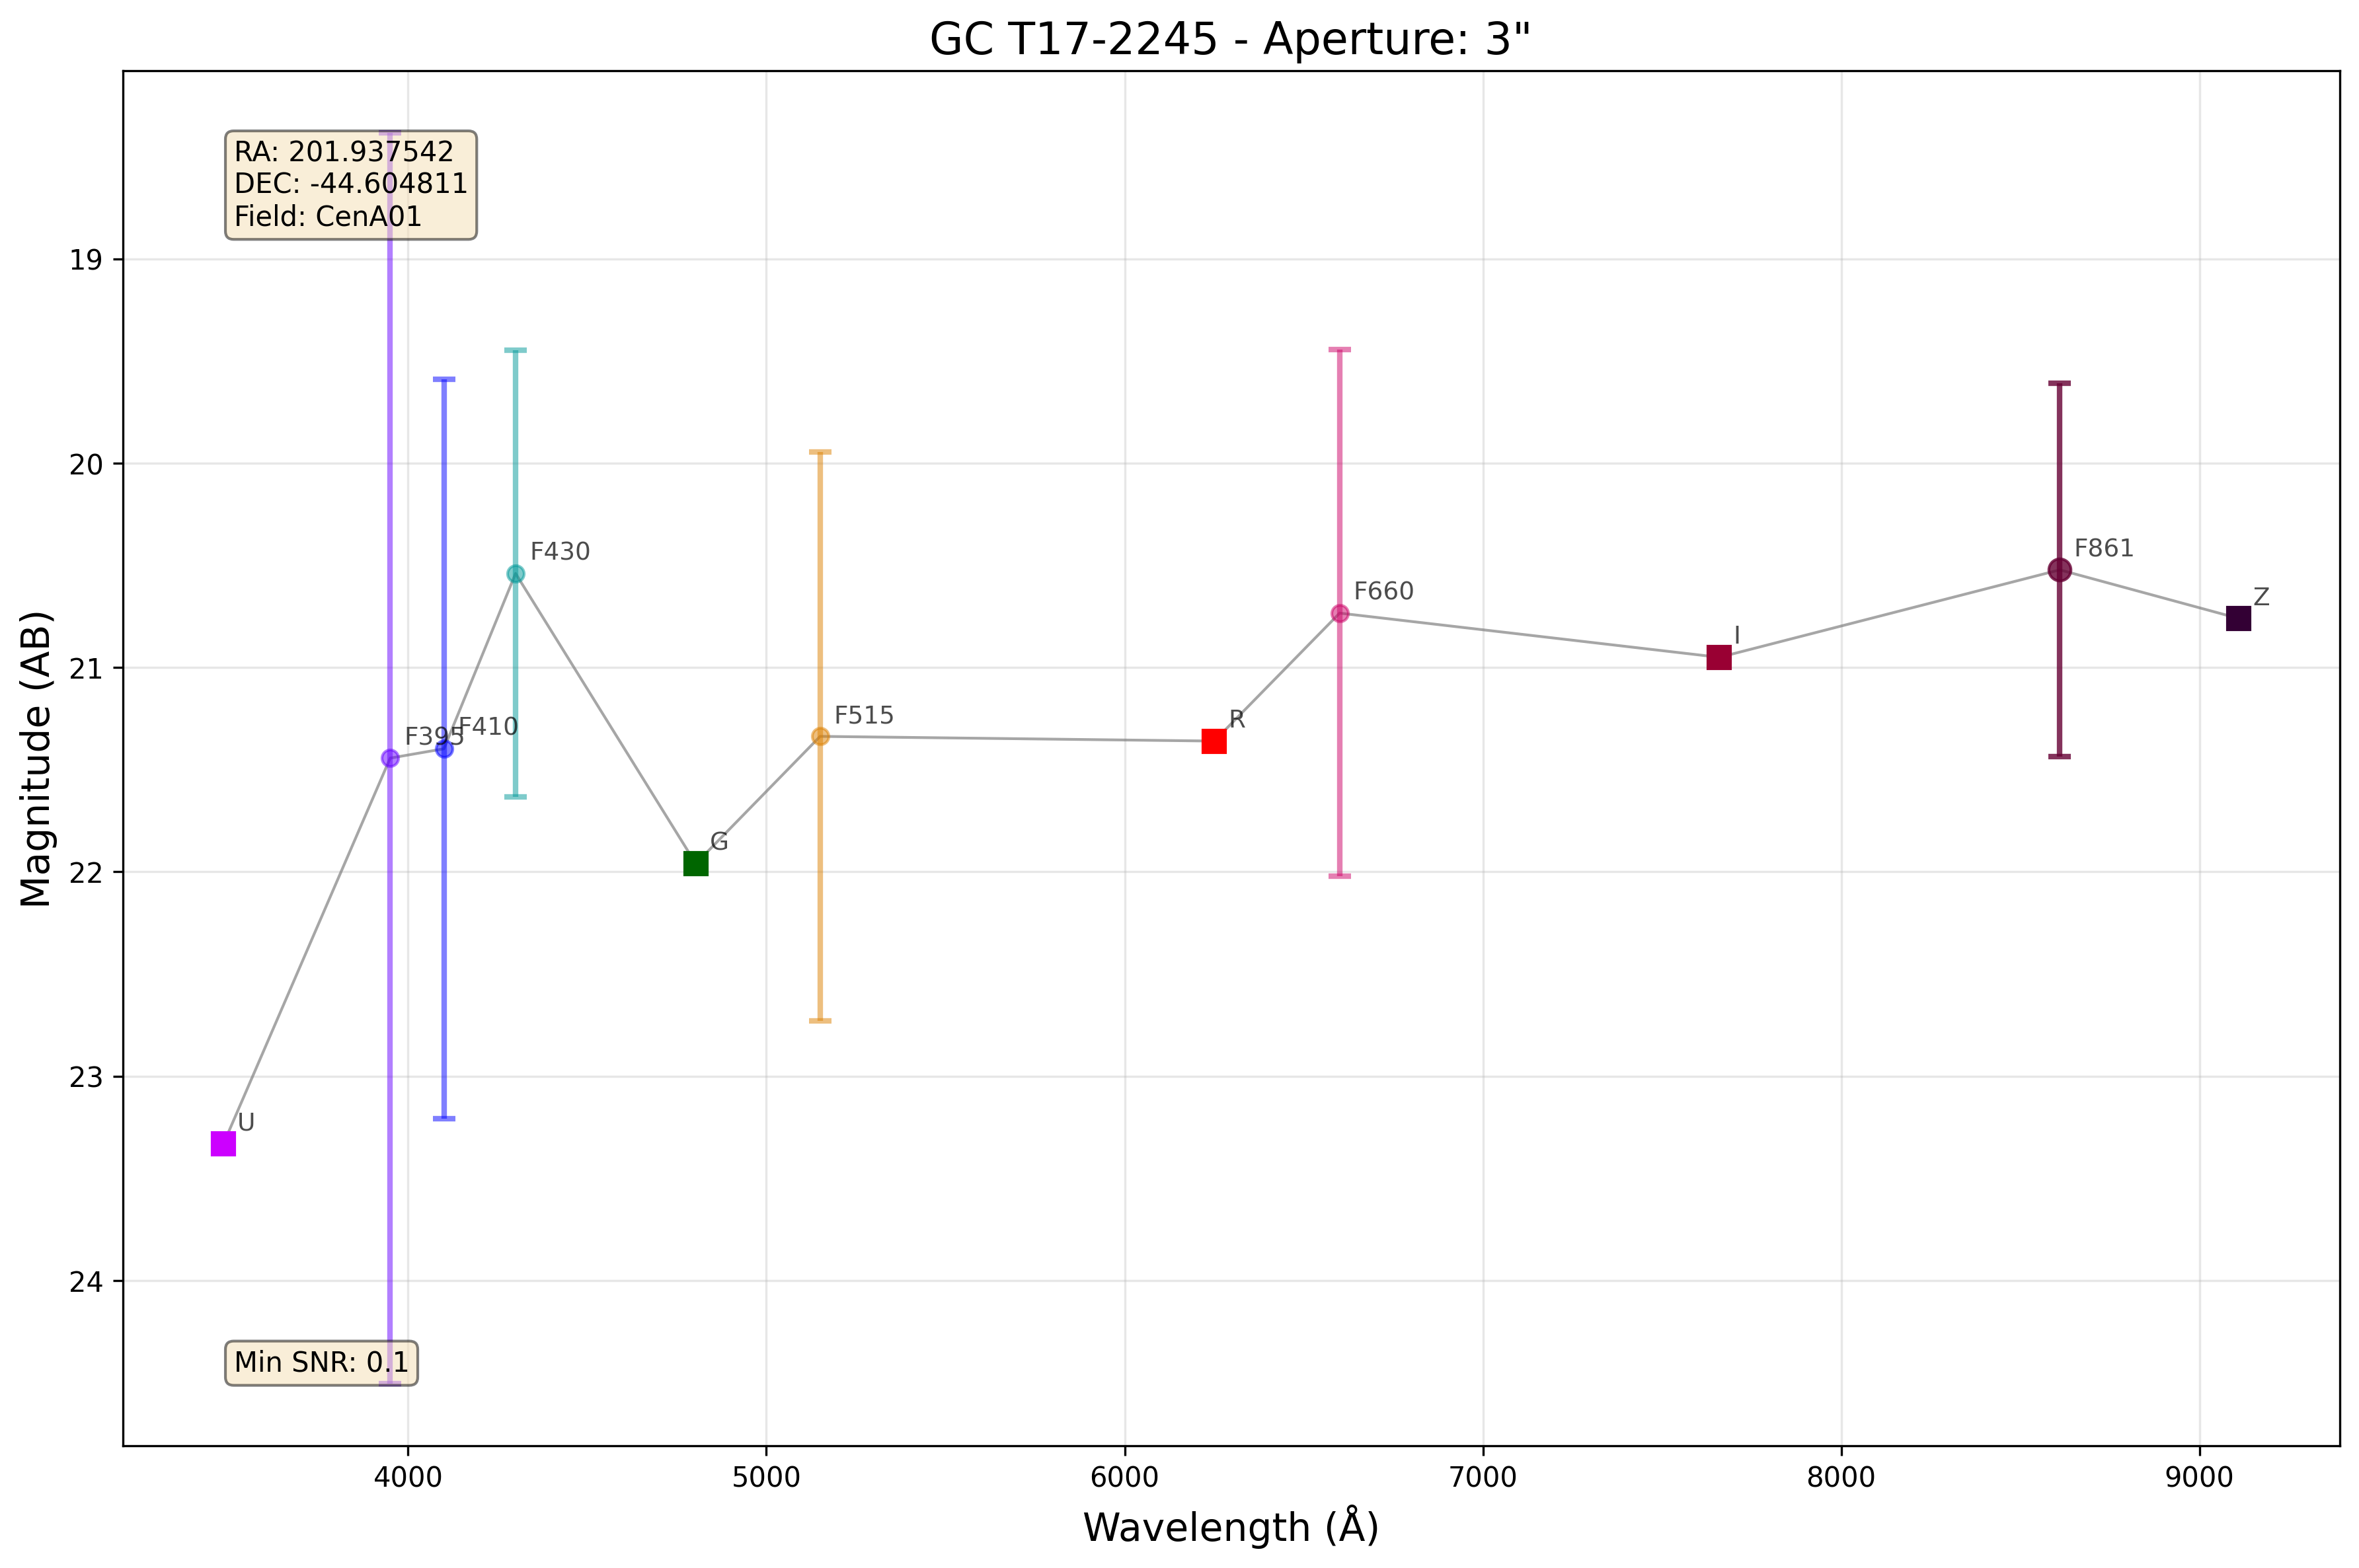 GC T17-2245 - Aperture: 3"
RA: 201.937542
DEC: -44.604811
Field: CenA01
19
20
21
22
23
24
Magnitude (AB)
U
F395
F410
F430
G
F515
R
F660
I
F861
Z
Min SNR: 0.1
4000
5000
6000
7000
8000
9000
Wavelength (Å)